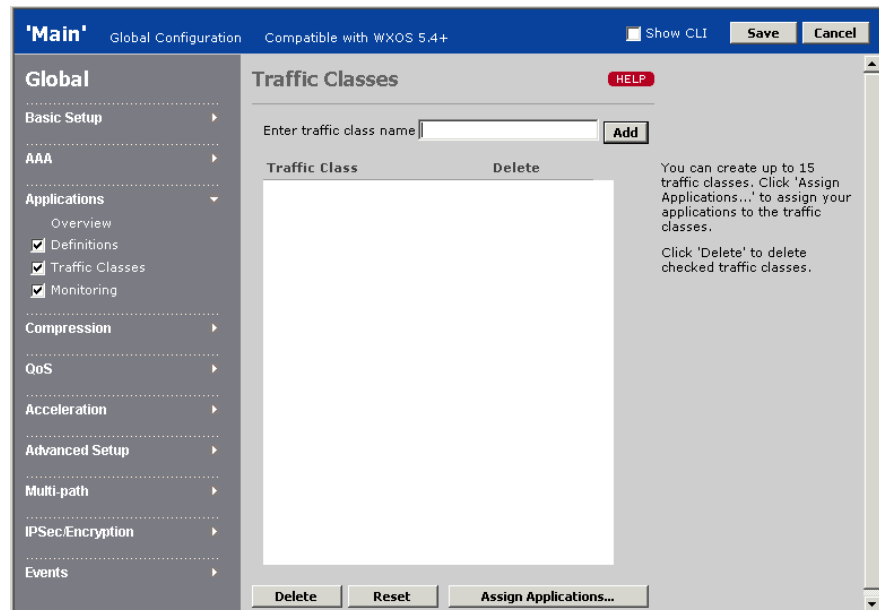 'Main' Global Configuration Compatible with WXOS 5.4+ Show CLI Save Cancel
Global
Basic Setup
AAA
Applications
Overview
Definitions
Traffic Classes
Monitoring
Compression
QoS
Acceleration
Advanced Setup
Multi-path
IPSec/Encryption
Events
Traffic Classes HELP
Enter traffic class name Add
Traffic Class Delete
You can create up to 15
traffic classes. Click 'Assign
Applications...' to assign your
applications to the traffic
classes.
Click 'Delete' to delete
checked traffic classes.
Delete Reset Assign Applications...